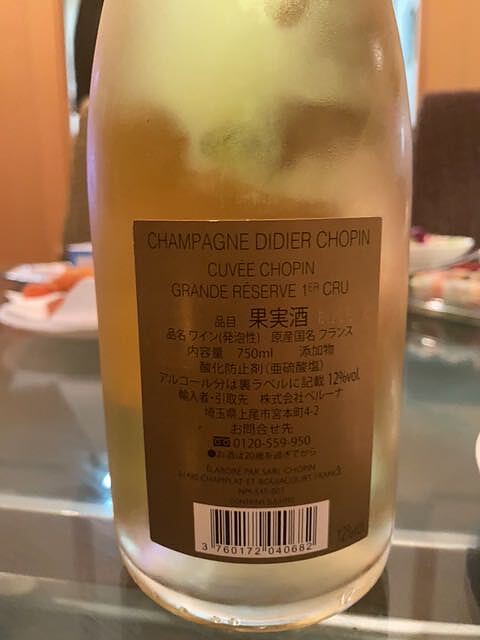 CHAMPAGNE DIDIER CHOPIN
CUVÉE CHOPIN
GRANDE RÉSERVE 1ER CRU
品目 果実酒
品名 ワイン(発泡性) 原産国名 フランス
内容量 750ml 添加物
酸化防止剤(亜硫酸塩)
アルコール分は裏ラベルに記載 12%vol.
輸入者・引取先 株式会社ベルーナ
埼玉県上尾市宮本町4-2
お問合せ先
0120-559-950
●お酒は20歳を過ぎてから
ÉLABORÉ PAR SARL CHOPIN
CHAMPLAT ET BOUJACOURT FRANCE
CONTAINS SULFITES
3 760172 040682